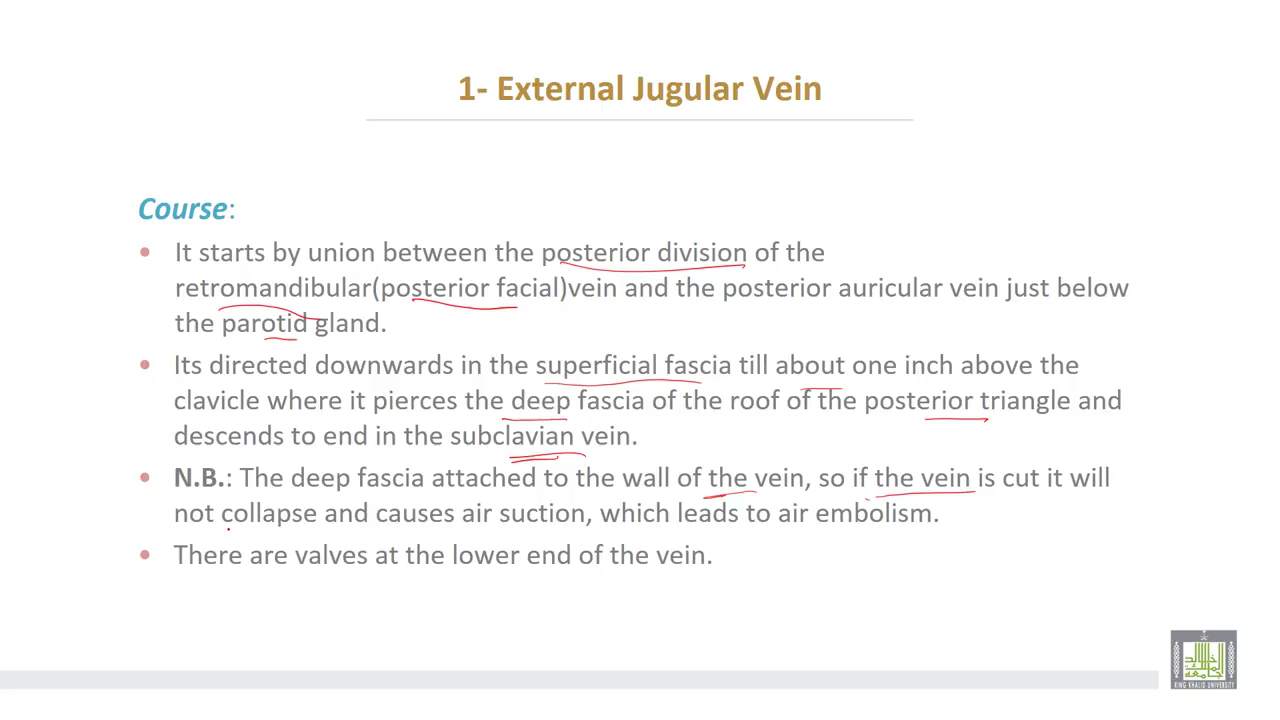 1- External Jugular Vein
Course:
• It starts by union between the posterior division of the
retromandibular(posterior facial)vein and the posterior auricular vein just below
the parotid gland.
• Its directed downwards in the superficial fascia till about one inch above the
clavicle where it pierces the deep fascia of the roof of the posterior triangle and
descends to end in the subclavian vein.
• N.B.: The deep fascia attached to the wall of the vein, so if the vein is cut it will
not collapse and causes air suction, which leads to air embolism.
• There are valves at the lower end of the vein.
KING KHALID UNIVERSITY